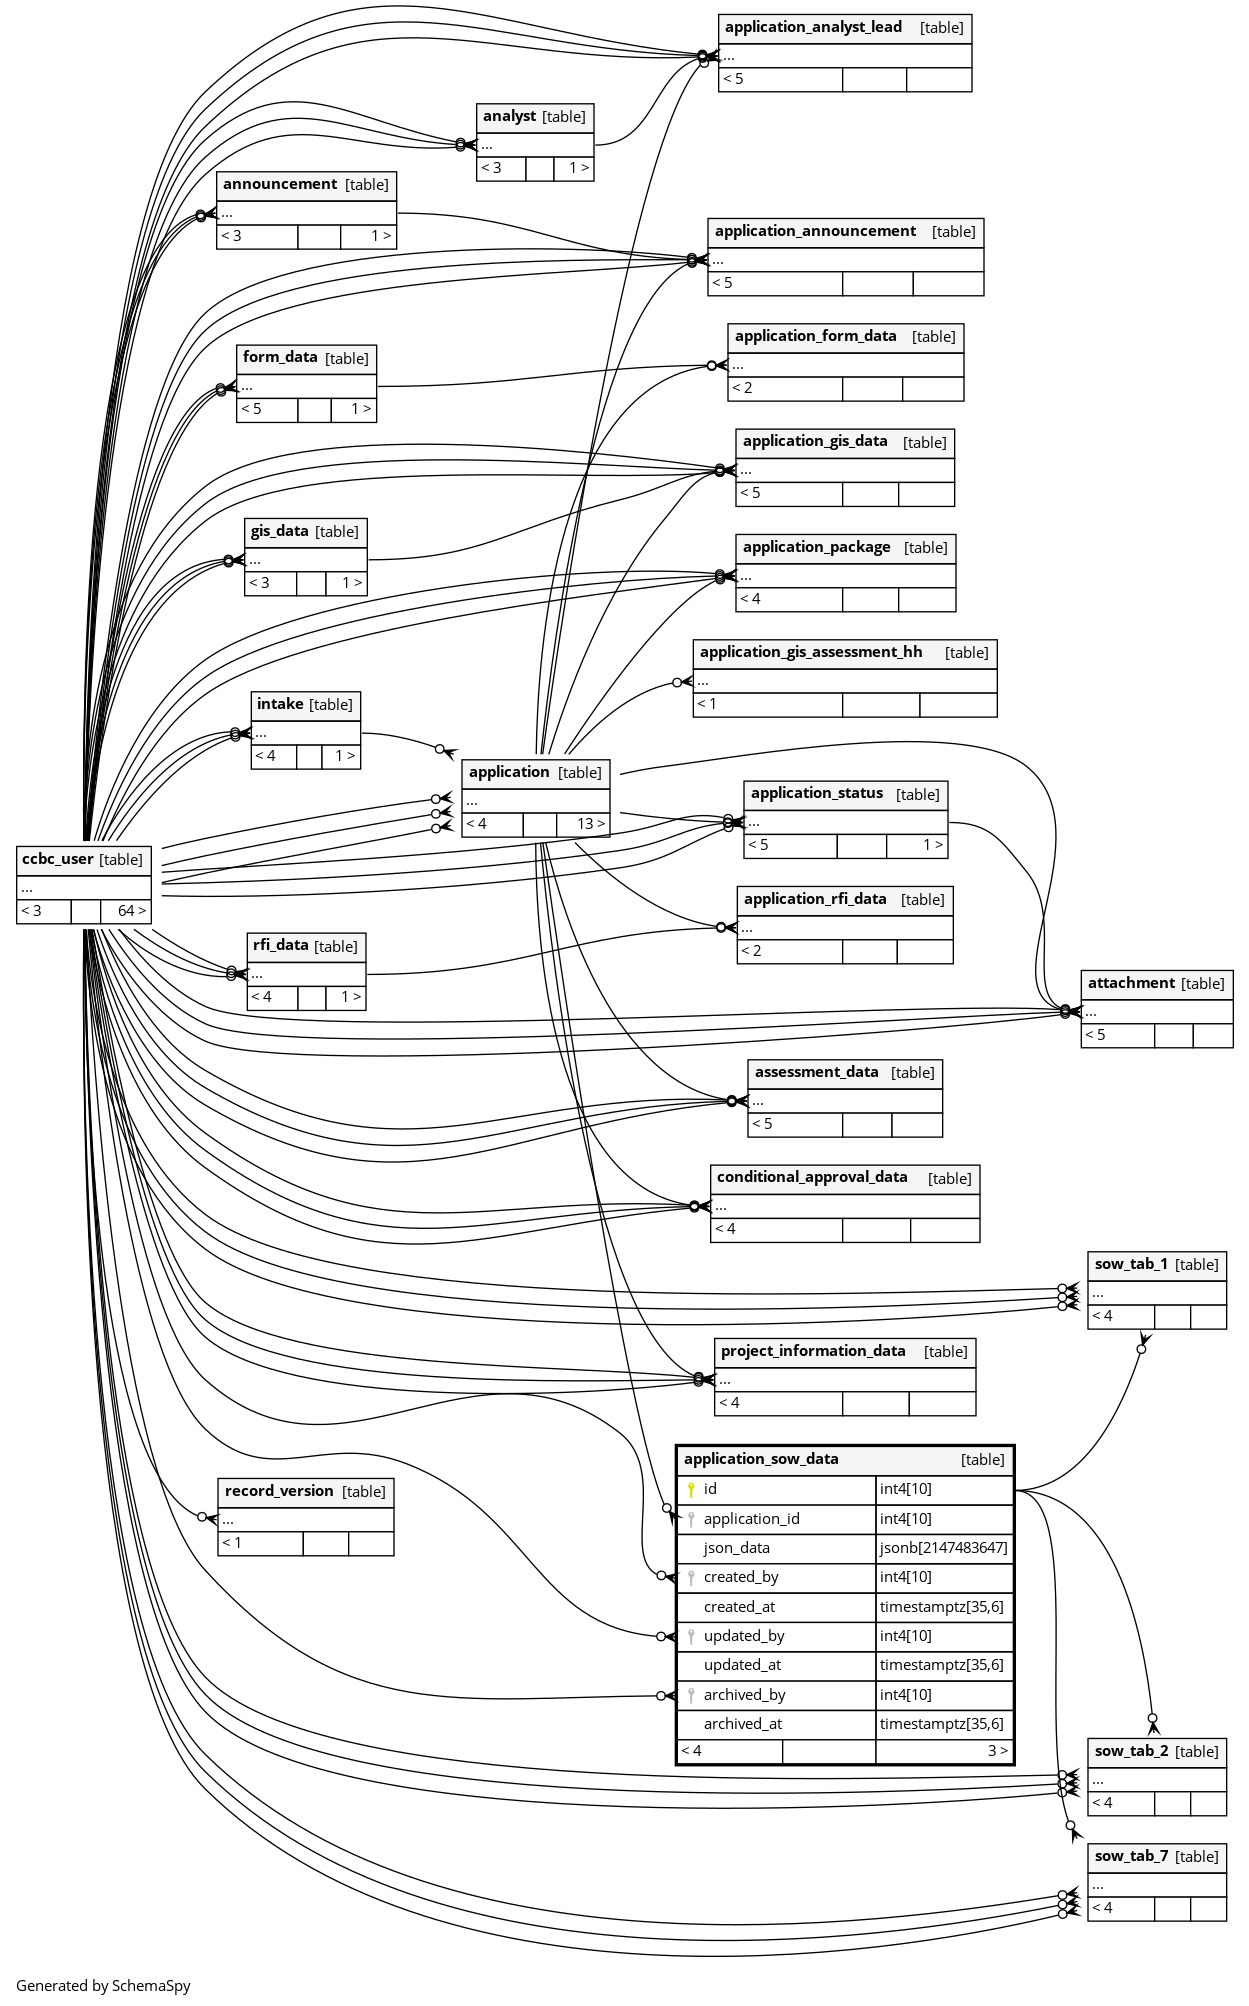 application_analyst_lead [table]
...
< 5
analyst [table]
...
< 3 1 >
announcement [table]
...
< 3 1 >
application_announcement [table]
...
< 5
application_form_data [table]
...
< 2
form_data [table]
...
< 5 1 >
application_gis_data [table]
...
< 5
gis_data [table]
...
< 3 1 >
application_package [table]
...
< 4
application_gis_assessment_hh [table]
...
< 1
intake [table]
...
< 4 1 >
application [table]
...
< 4 13 >
application_status [table]
...
< 5 1 >
ccbc_user [table]
...
< 3 64 >
application_rfi_data [table]
...
< 2
rfi_data [table]
...
< 4 1 >
attachment [table]
...
< 5
assessment_data [table]
...
< 5
conditional_approval_data [table]
...
< 4
sow_tab_1 [table]
...
< 4
project_information_data [table]
...
< 4
application_sow_data [table]
id int4[10]
application_id int4[10]
json_data jsonb[2147483647]
created_by int4[10]
created_at timestamptz[35,6]
updated_by int4[10]
updated_at timestamptz[35,6]
archived_by int4[10]
archived_at timestamptz[35,6]
< 4 3 >
record_version [table]
...
< 1
sow_tab_2 [table]
...
< 4
sow_tab_7 [table]
...
< 4
Generated by SchemaSpy